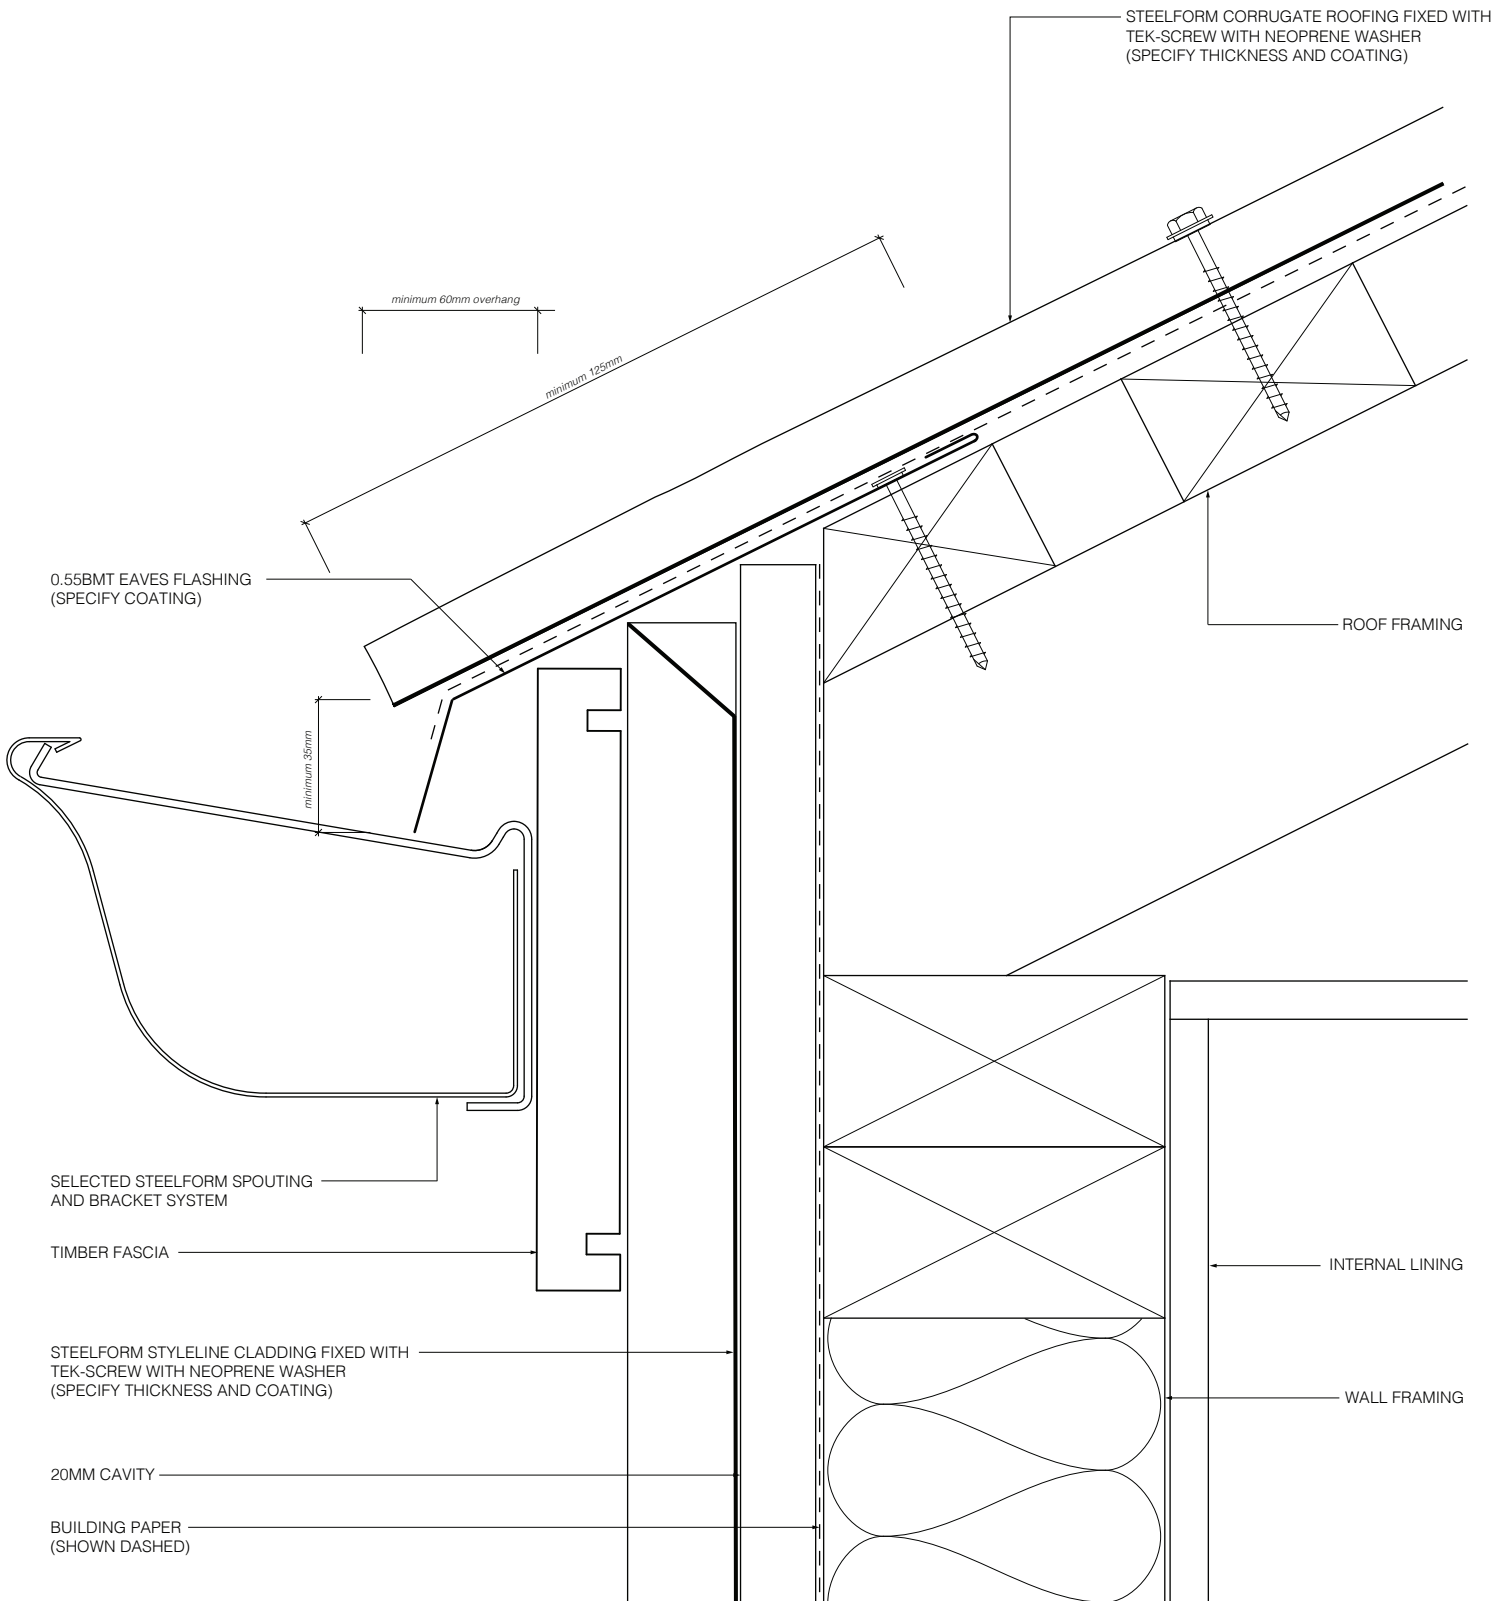 STEELFORM CORRUGATE ROOFING FIXED WITH
TEK-SCREW WITH NEOPRENE WASHER
(SPECIFY THICKNESS AND COATING)
minimum 60mm overhang
minimum 125mm
0.55BMT EAVES FLASHING
(SPECIFY COATING)
ROOF FRAMING
minimum 35mm
SELECTED STEELFORM SPOUTING
AND BRACKET SYSTEM
TIMBER FASCIA
INTERNAL LINING
STEELFORM STYLELINE CLADDING FIXED WITH
TEK-SCREW WITH NEOPRENE WASHER
(SPECIFY THICKNESS AND COATING)
WALL FRAMING
20MM CAVITY
BUILDING PAPER
(SHOWN DASHED)